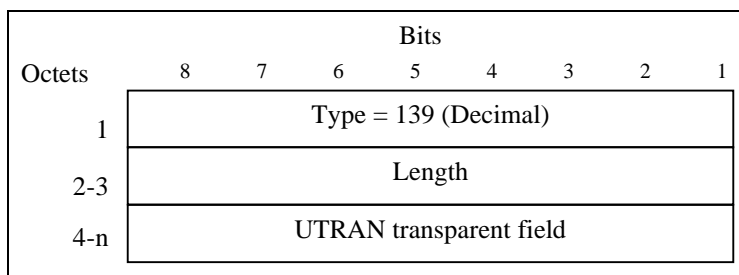 Bits
Octets 8 7 6 5 4 3 2 1
1 Type = 139 (Decimal)
2-3 Length
4-n UTRAN transparent field